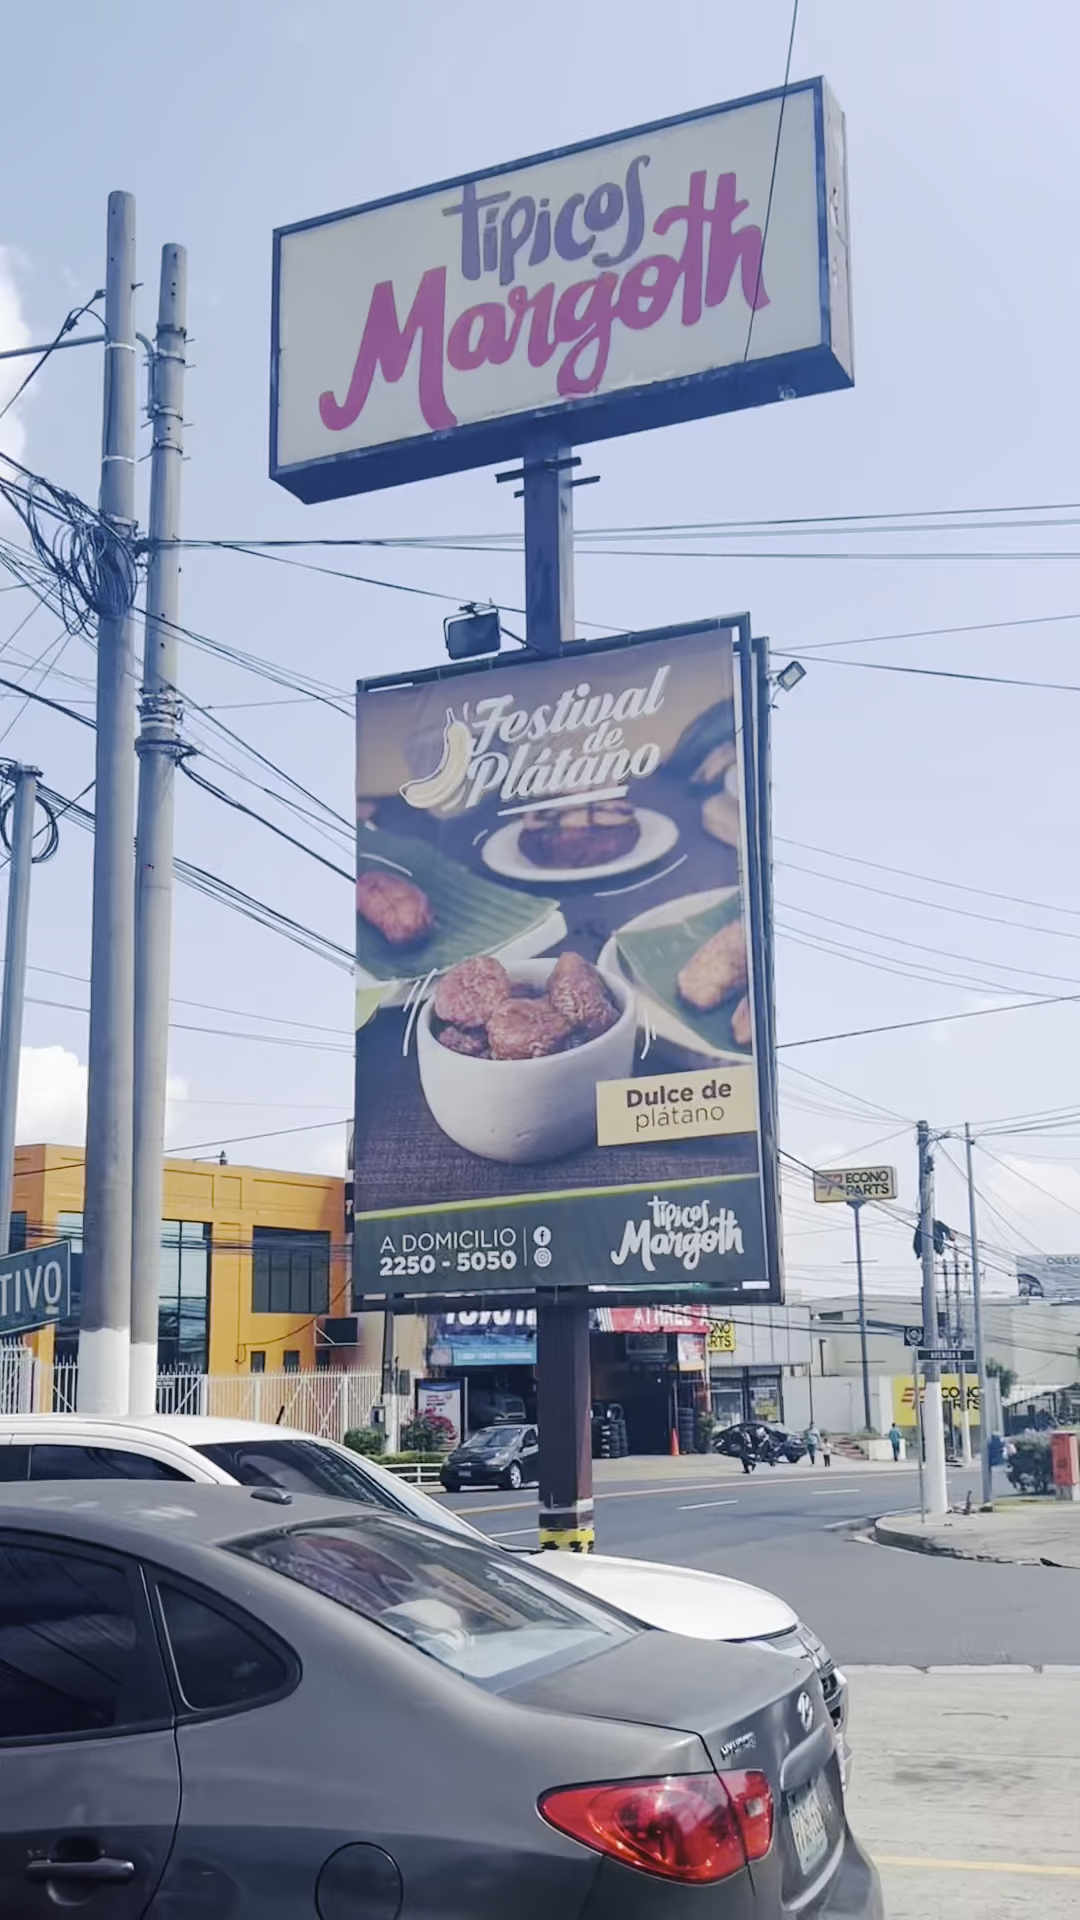 típicos
Margoth
Festival
de
Plátano
Dulce de
plátano
A DOMICILIO
2250 - 5050
típicos
Margoth
ECONO
PARTS
TIVO